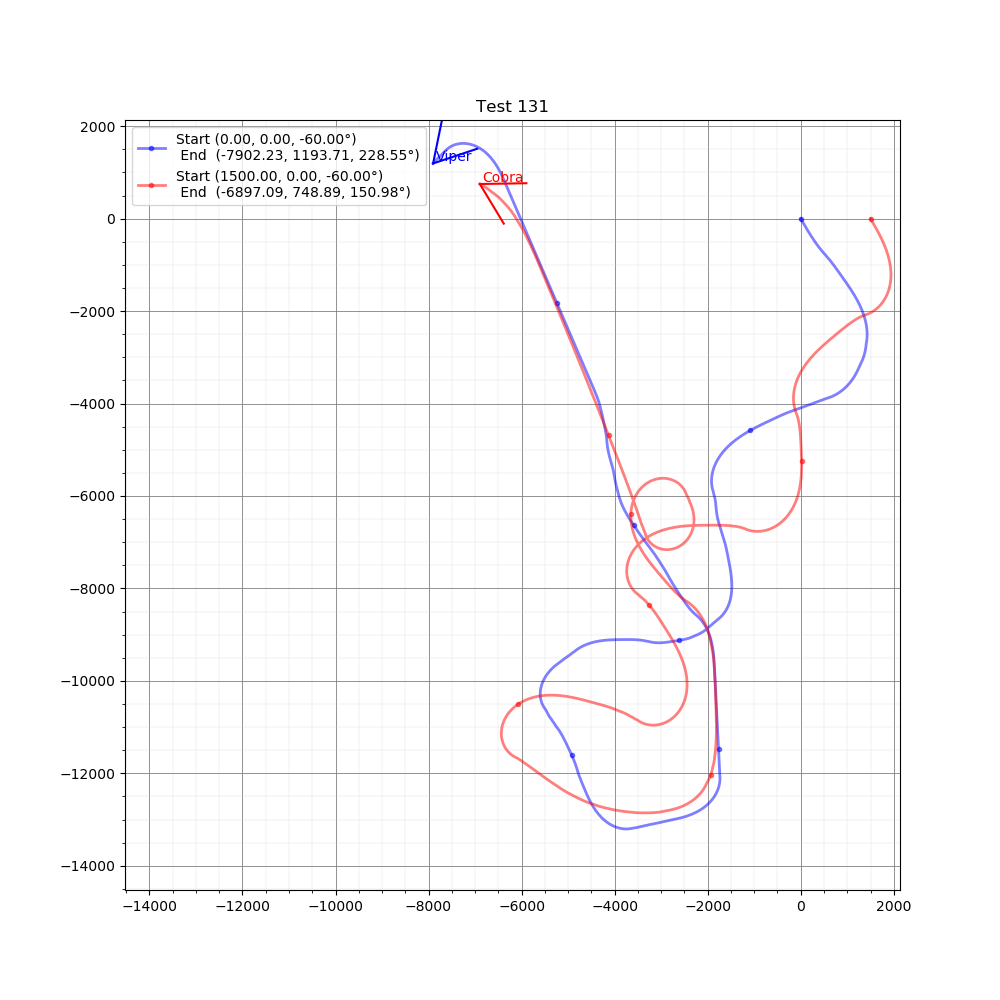 Test 131
Start (0.00, 0.00, -60.00°)
End (-7902.23, 1193.71, 228.55°)
Start (1500.00, 0.00, -60.00°)
End (-6897.09, 748.89, 150.98°)
Viper
Cobra
2000
0
−2000
−4000
−6000
−8000
−10000
−12000
−14000
−14000 −12000 −10000 −8000 −6000 −4000 −2000 0 2000